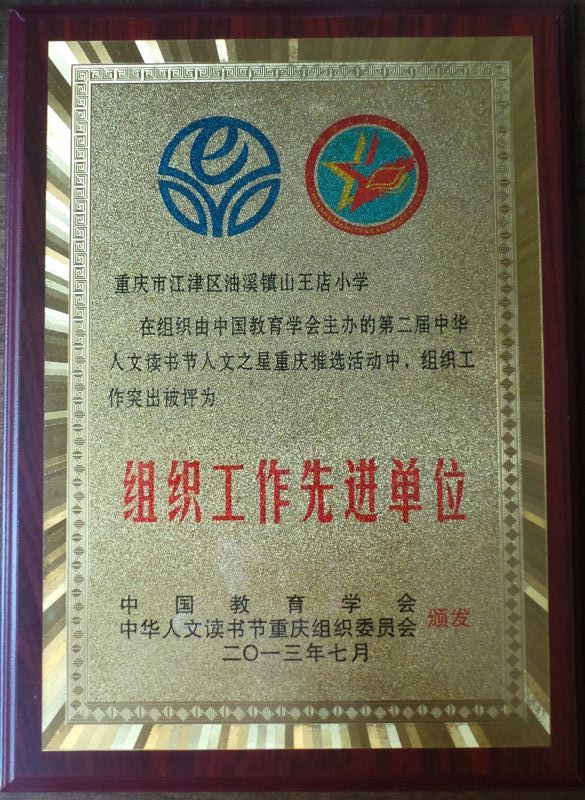 重庆市江津区油溪镇山王店小学
在组织由中国教育学会主办的第二届中华
人文读书节人文之星重庆推选活动中，组织工
作突出被评为
组织工作先进单位
中国教育学会
中华人文读书节重庆组织委员会
颁发
二〇一三年七月